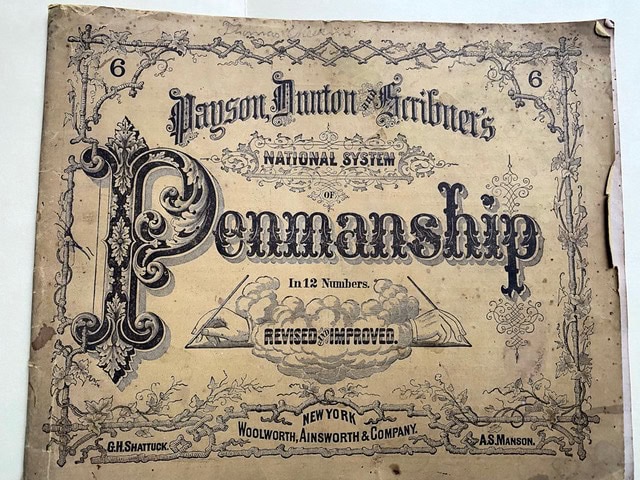 6 6
Payson, Dunton and Scribner's
NATIONAL SYSTEM
OF
Penmanship
In 12 Numbers.
REVISED AND IMPROVED.
NEW YORK
WOOLWORTH, AINSWORTH & COMPANY.
G.H. SHATTUCK. A.S. MANSON.